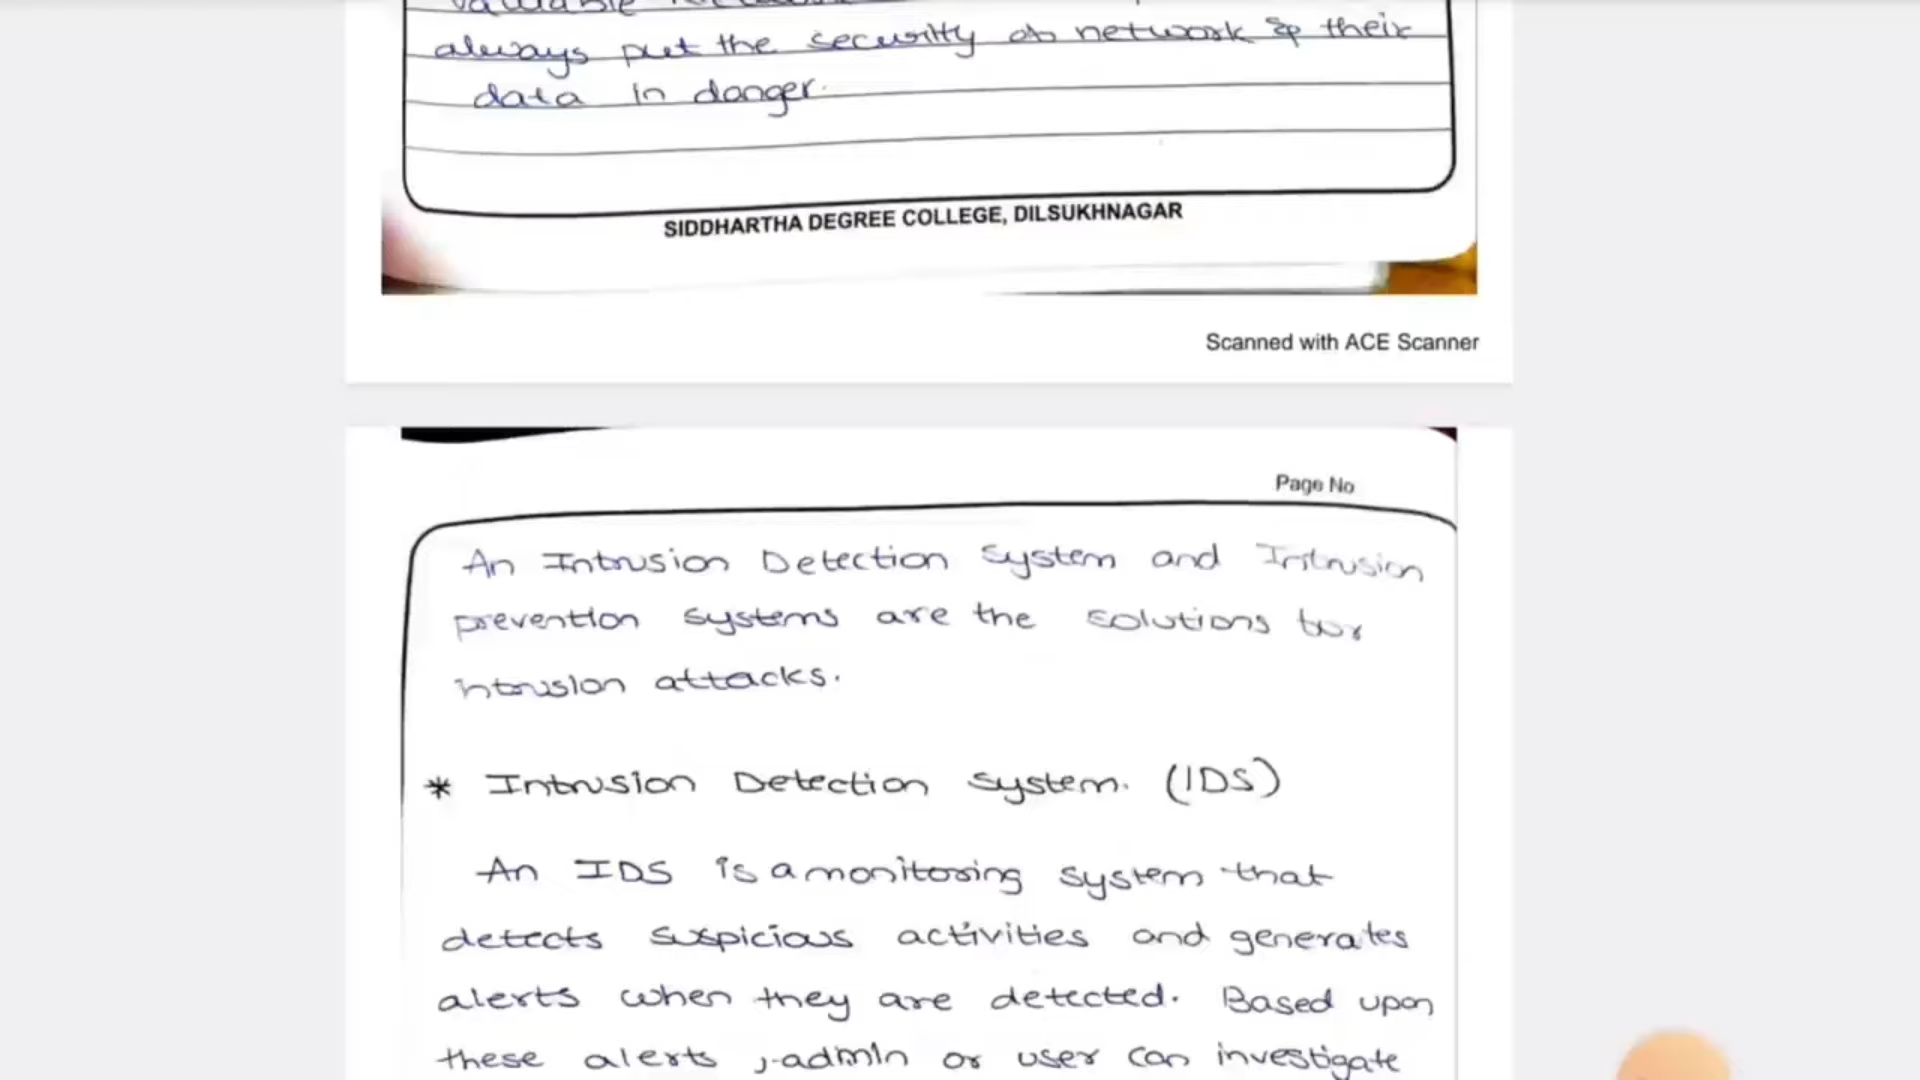 valuable
always put the security of network & their
data in danger.
SIDDHARTHA DEGREE COLLEGE, DILSUKHNAGAR
Scanned with ACE Scanner
Page No
An Intrusion Detection System and Intrusion
prevention systems are the solutions for
intrusion attacks.
* Intrusion Detection system. (IDS)
An IDS is a monitoring system that
detects suspicious activities and generates
alerts when they are detected. Based upon
these alerts, admin or user can investigate